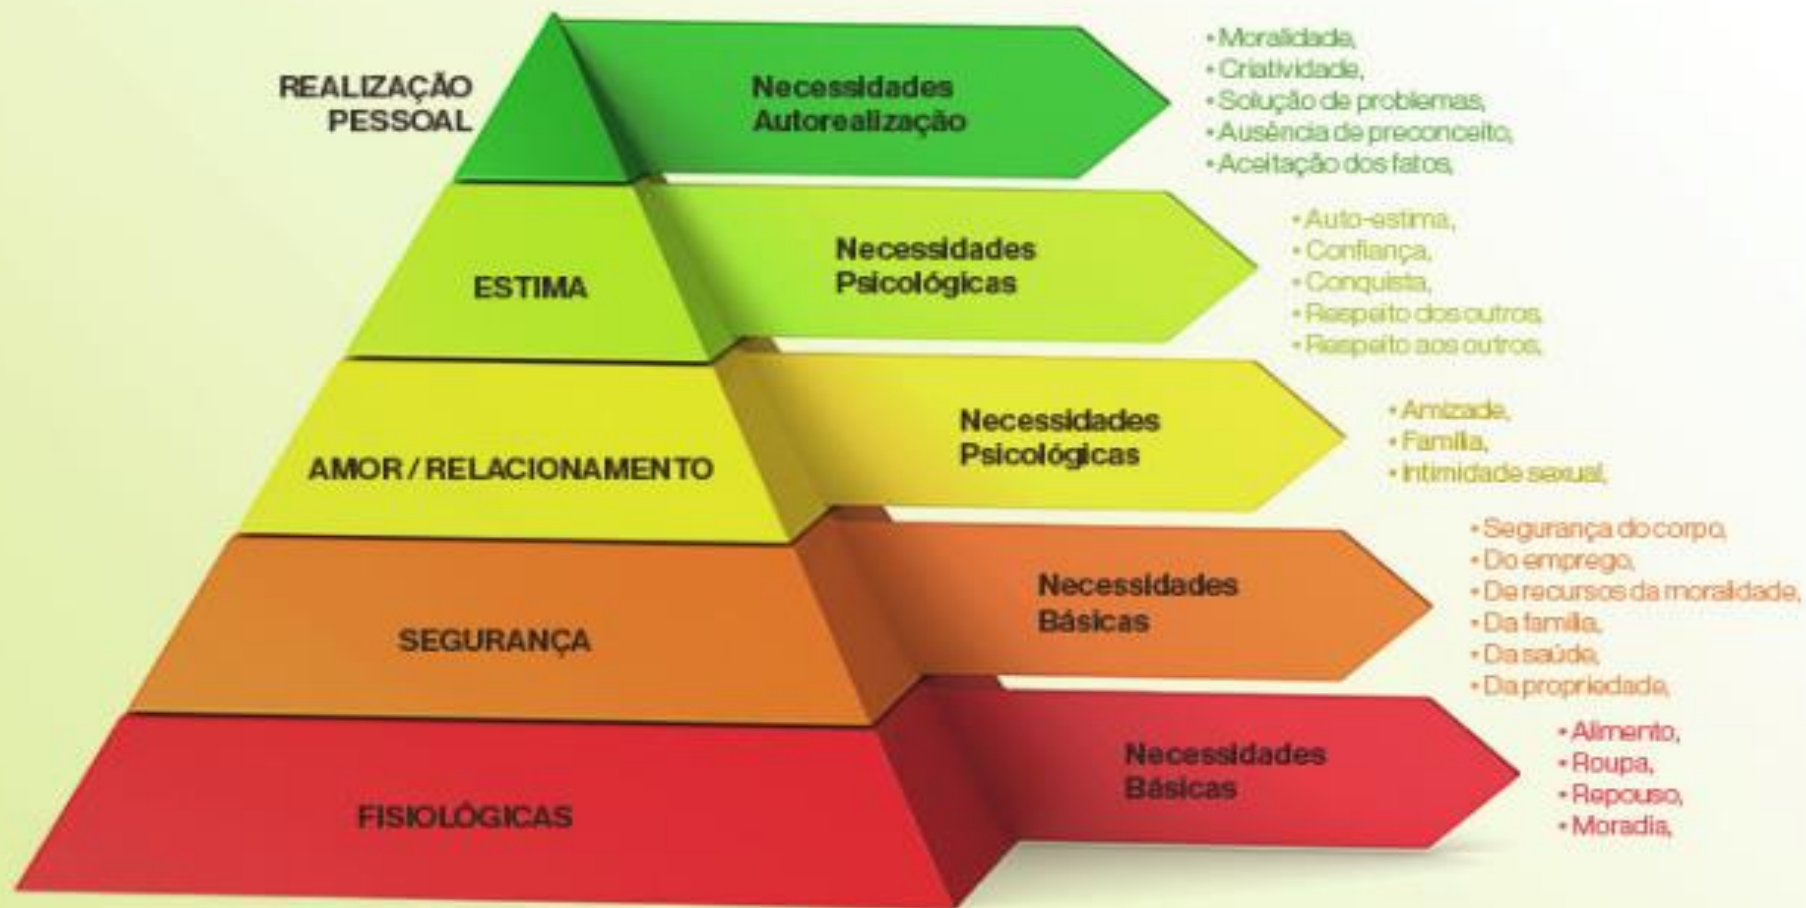 REALIZAÇÃO
PESSOAL
Necessidades
Autorealização
• Moralidade,
• Criatividade,
• Solução de problemas,
• Ausência de preconceito,
• Aceitação dos fatos,
ESTIMA
Necessidades
Psicológicas
• Auto-estima,
• Confiança,
• Conquista,
• Respeito dos outros,
• Respeito aos outros,
AMOR / RELACIONAMENTO
Necessidades
Psicológicas
• Amizade,
• Família,
• Intimidade sexual,
SEGURANÇA
Necessidades
Básicas
• Segurança do corpo,
• Do emprego,
• De recursos da moralidade,
• Da família,
• Da saúde,
• Da propriedade,
FISIOLÓGICAS
Necessidades
Básicas
• Alimento,
• Roupa,
• Repouso,
• Moradia,